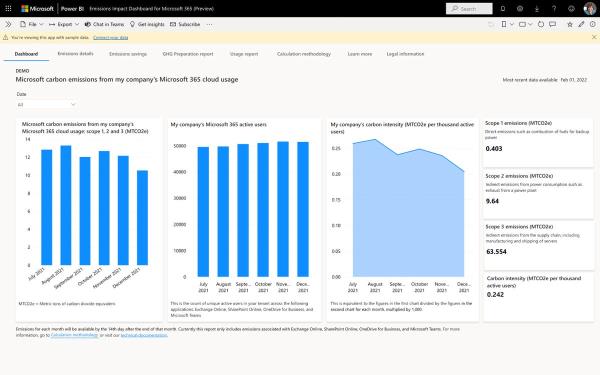 Microsoft Power BI Emissions Impact Dashboard for Microsoft 365 (Preview)
Search
File Export Chat in Teams Get insights Subscribe
You're viewing this app with sample data. Connect your data
Dashboard Emissions details Emissions savings GHG Preparation report Usage report Calculation methodology Learn more Legal information
DEMO
Microsoft carbon emissions from my company's Microsoft 365 cloud usage
Most recent data available Feb 01, 2022
Date
All
Microsoft carbon emissions from my company's
Microsoft 365 cloud usage: scope 1, 2 and 3 (MTCO2e)
14
12
10
8
6
4
2
0
July 2021
August 2021
September 2021
October 2021
November 2021
December 2021
MTCO2e = Metric tons of carbon dioxide equivalent
My company's Microsoft 365 active users
50000
40000
30000
20000
10000
0
July August Septe... October Nove... Dece...
2021 2021 2021 2021 2021 2021
This is the count of unique active users in your tenant across the following
applications: Exchange Online, SharePoint Online, OneDrive for Business, and
Microsoft Teams
My company's carbon intensity (MTCO2e per thousand active
users)
0.25
0.20
0.15
0.10
0.05
0.00
July August Septe... October Nove... Dece...
2021 2021 2021 2021 2021 2021
This is equivalent to the figures in the first chart divided by the figures in the
second chart for each month, multiplied by 1,000
Scope 1 emissions (MTCO2e)
Direct emissions such as combustion of fuels for backup
power
0.403
Scope 2 emissions (MTCO2e)
Indirect emissions from power consumption such as
exhaust from a power plant
9.64
Scope 3 emissions (MTCO2e)
Indirect emissions from the supply chain, including
manufacturing and shipping of servers
63.554
Carbon intensity (MTCO2e per thousand
active users)
0.242
Emissions for each month will be available by the 14th day after the end of that month. Currently this report only includes emissions associated with Exchange Online, SharePoint Online, OneDrive for Business, and Microsoft Teams. For more
information, go to Calculation methodology or visit our technical documentation.